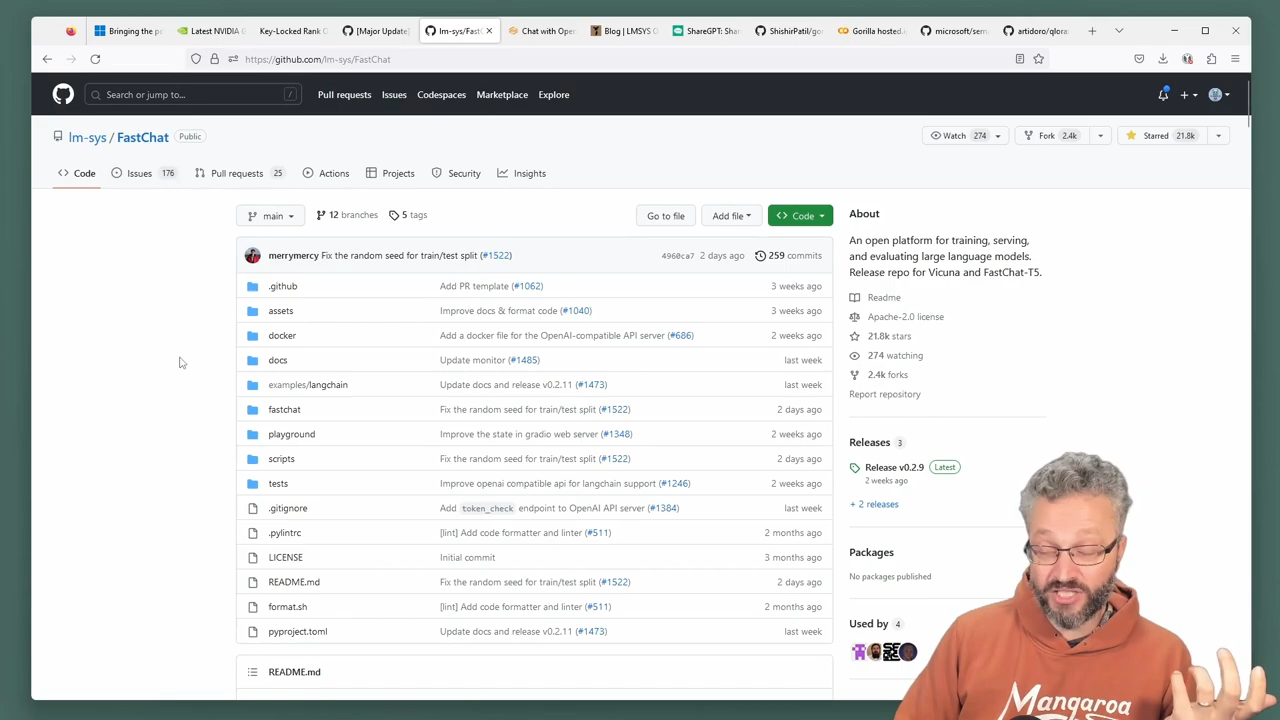 Bringing the p
Latest NVIDIA G
Key-Locked Rank O
[Major Update]
lm-sys/FastC
Chat with Open
Blog | LMSYS O
ShareGPT: Shar
ShishirPatil/go
Gorilla hosted.i
microsoft/sem
artidoro/qlora
https://github.com/lm-sys/FastChat
Search or jump to...
/
Pull requests
Issues
Codespaces
Marketplace
Explore
lm-sys / FastChat
Public
Watch 274
Fork 2.4k
Starred 21.8k
Code
Issues 176
Pull requests 25
Actions
Projects
Security
Insights
main
12 branches
5 tags
Go to file
Add file
Code
merrymercy Fix the random seed for train/test split (#1522)
4960ca7 2 days ago
259 commits
.github Add PR template (#1062) 3 weeks ago
assets Improve docs & format code (#1040) 3 weeks ago
docker Add a docker file for the OpenAI-compatible API server (#686) 2 weeks ago
docs Update monitor (#1485) last week
examples/langchain Update docs and release v0.2.11 (#1473) last week
fastchat Fix the random seed for train/test split (#1522) 2 days ago
playground Improve the state in gradio web server (#1348) 2 weeks ago
scripts Fix the random seed for train/test split (#1522) 2 days ago
tests Improve openai compatible api for langchain support (#1246) 2 weeks ago
.gitignore Add token_check endpoint to OpenAI API server (#1384) last week
.pylintrc [lint] Add code formatter and linter (#511) 2 months ago
LICENSE Initial commit 3 months ago
README.md Fix the random seed for train/test split (#1522) 2 days ago
format.sh [lint] Add code formatter and linter (#511) 2 months ago
pyproject.toml Update docs and release v0.2.11 (#1473) last week
README.md
About
An open platform for training, serving,
and evaluating large language models.
Release repo for Vicuna and FastChat-T5.
Readme
Apache-2.0 license
21.8k stars
274 watching
2.4k forks
Report repository
Releases 3
Release v0.2.9 Latest
2 weeks ago
+ 2 releases
Packages
No packages published
Used by 4
Mangaroa